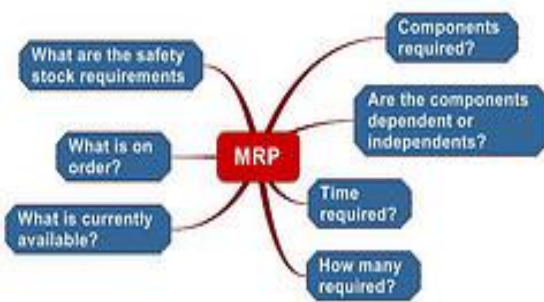 What are the safety
stock requirements
What is on
order?
What is currently
available?
MRP
Components
required?
Are the components
dependent or
independents?
Time
required?
How many
required?